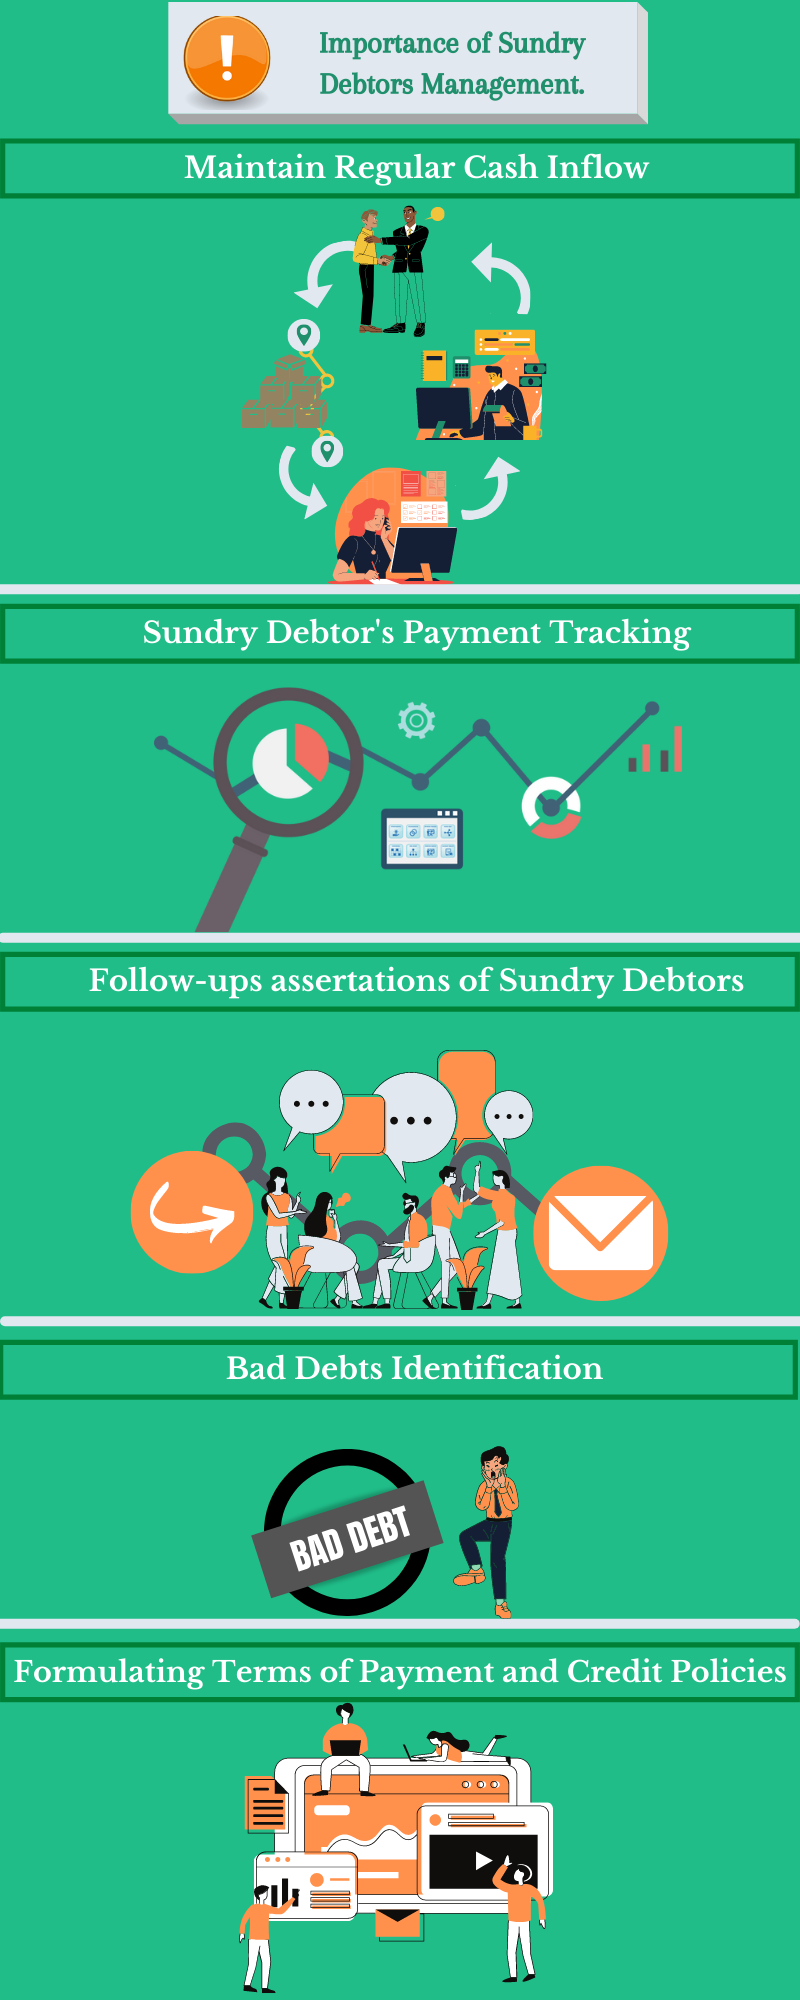 Importance of Sundry
Debtors Management.
Maintain Regular Cash Inflow
Sundry Debtor's Payment Tracking
Follow-ups assertations of Sundry Debtors
Bad Debts Identification
BAD DEBT
Formulating Terms of Payment and Credit Policies